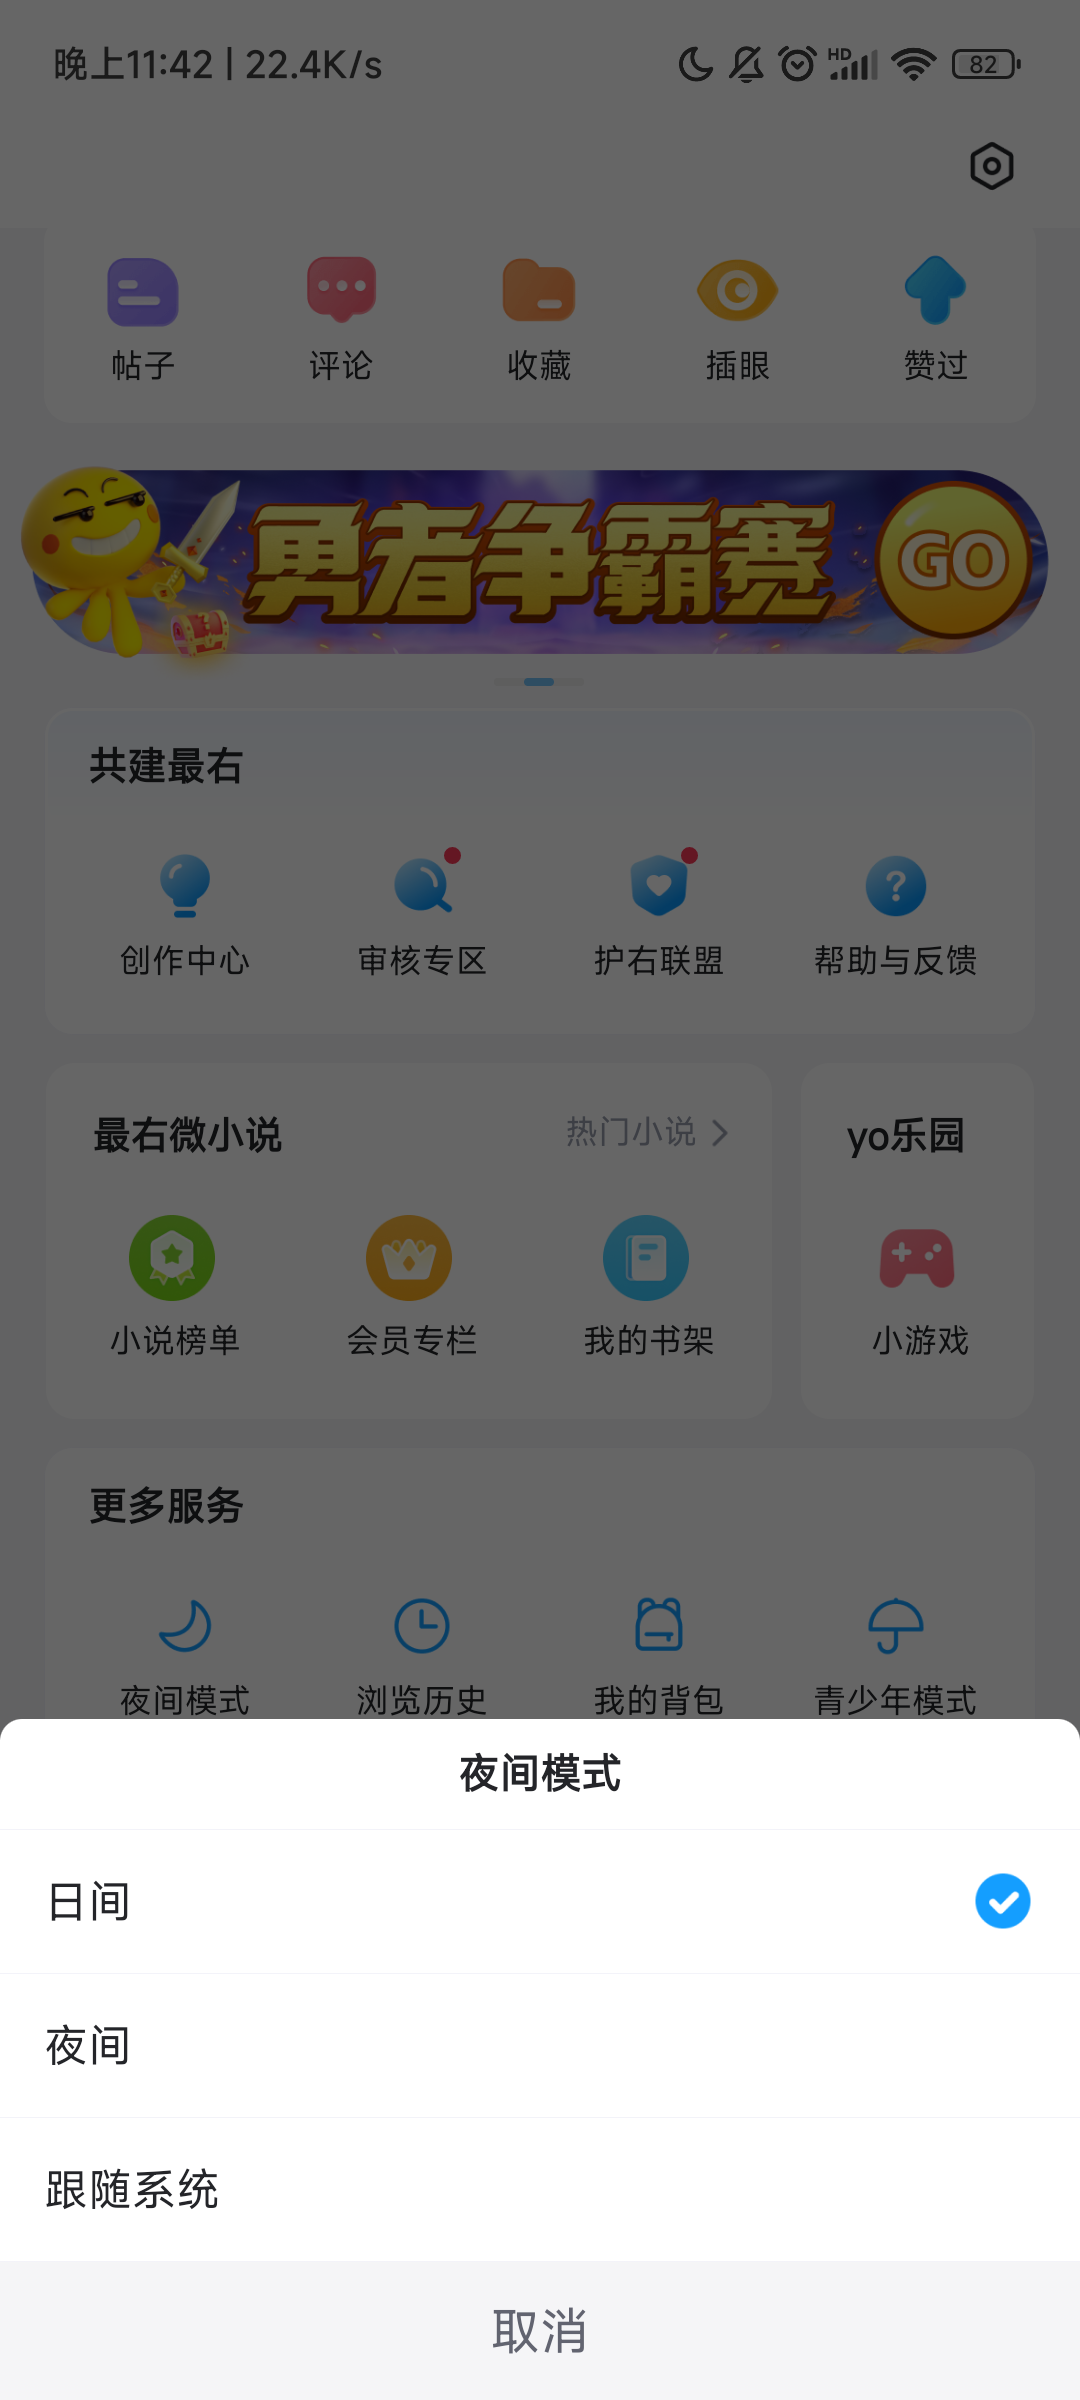 晚上11:42 | 22.4K/s
HD
82
帖子
评论
收藏
插眼
赞过
勇者争霸赛
GO
共建最右
创作中心
审核专区
护右联盟
帮助与反馈
最右微小说
热门小说
yo乐园
小说榜单
会员专栏
我的书架
小游戏
更多服务
夜间模式
浏览历史
我的背包
青少年模式
夜间模式
日间
夜间
跟随系统
取消